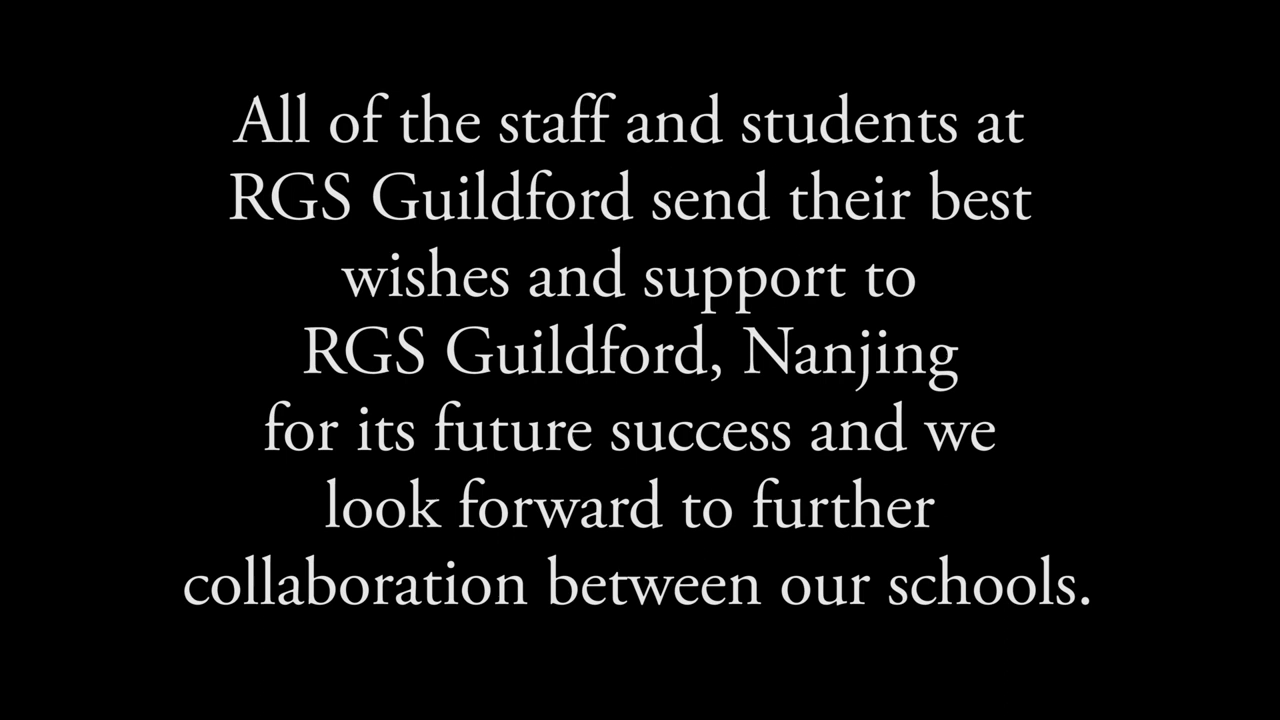 All of the staff and students at
RGS Guildford send their best
wishes and support to
RGS Guildford, Nanjing
for its future success and we
look forward to further
collaboration between our schools.